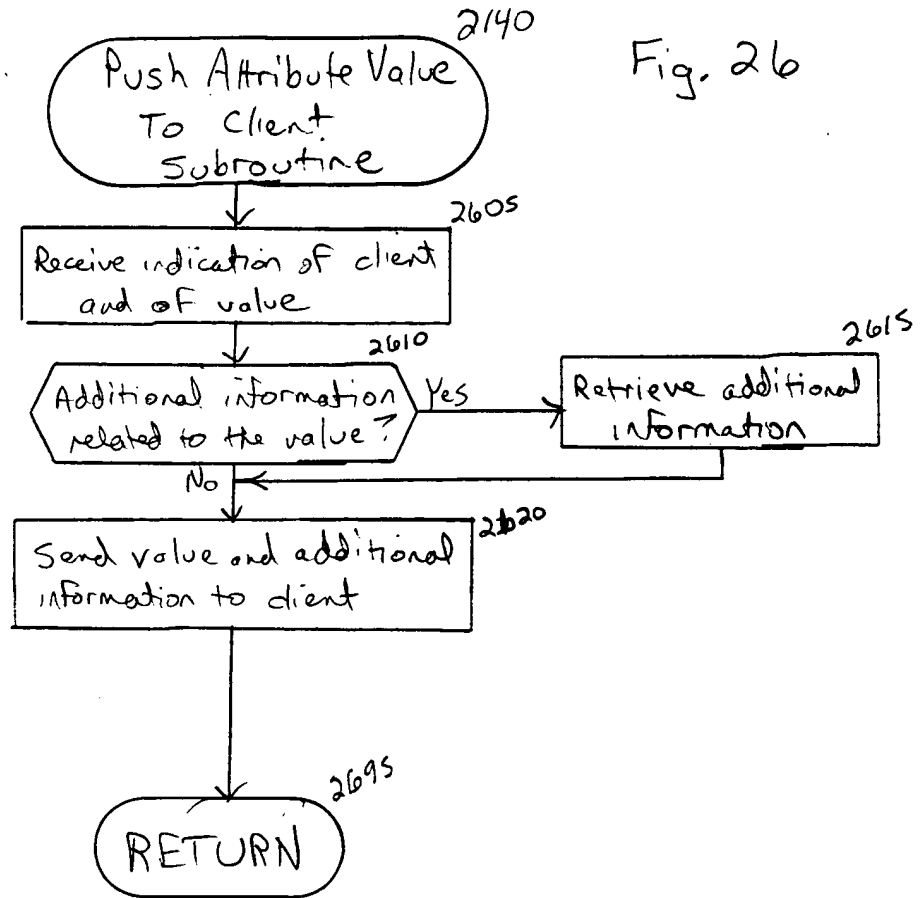 2140
Fig. 26
Push Attribute Value
To Client
Subroutine
2605
Receive indication of client
and of value
2610
Additional information
related to the value?
Yes
2615
Retrieve additional
information
No
2620
Send value and additional
information to client
2695
RETURN